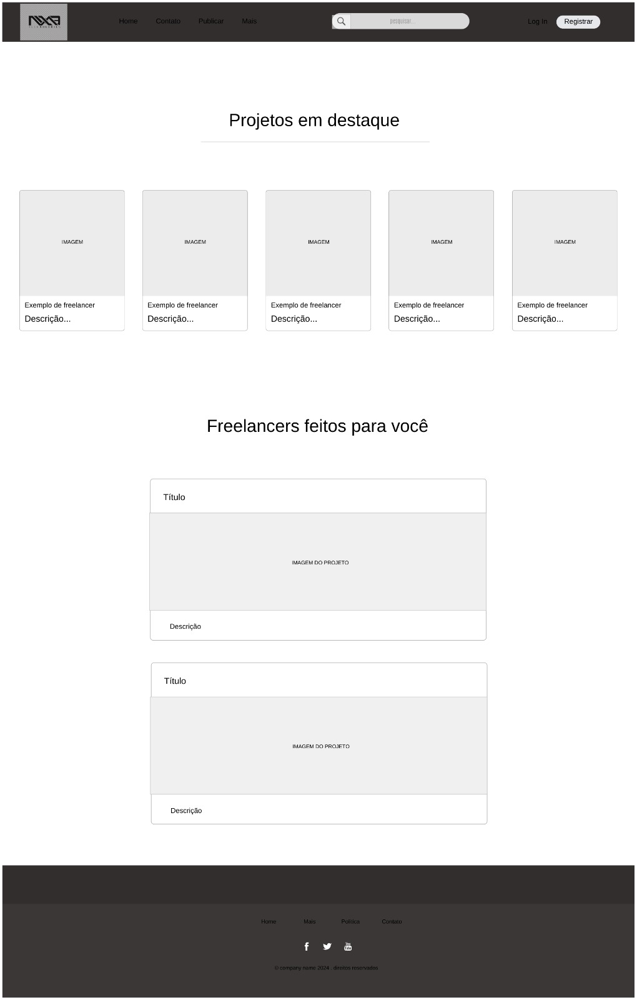 Home Contato Publicar Mais pesquisar... Log In Registrar
Projetos em destaque
IMAGEM IMAGEM IMAGEM IMAGEM IMAGEM
Exemplo de freelancer Exemplo de freelancer Exemplo de freelancer Exemplo de freelancer Exemplo de freelancer
Descrição... Descrição... Descrição... Descrição... Descrição...
Freelancers feitos para você
Título
IMAGEM DO PROJETO
Descrição
Título
IMAGEM DO PROJETO
Descrição
Home Mais Política Contato
You Tube
© company name 2024 . direitos reservados